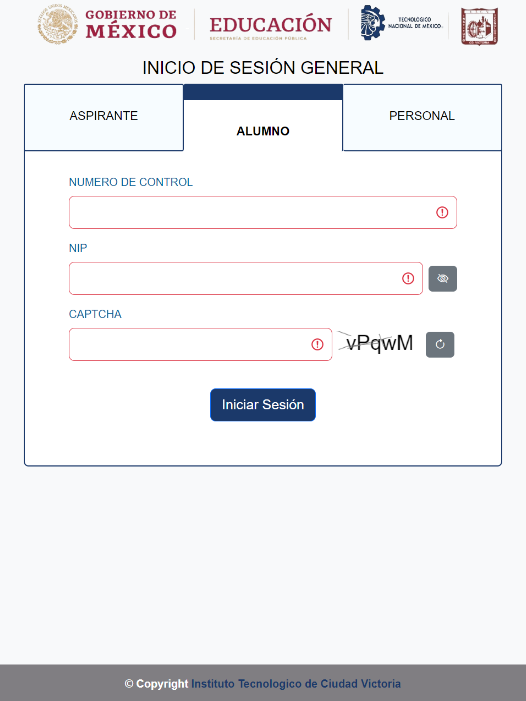 GOBIERNO DE
MÉXICO
EDUCACIÓN
SECRETARÍA DE EDUCACIÓN PÚBLICA
TECNOLÓGICO
NACIONAL DE MÉXICO
INICIO DE SESIÓN GENERAL
ASPIRANTE
ALUMNO
PERSONAL
NUMERO DE CONTROL
NIP
CAPTCHA
vPqwM
Iniciar Sesión
© Copyright Instituto Tecnologico de Ciudad Victoria